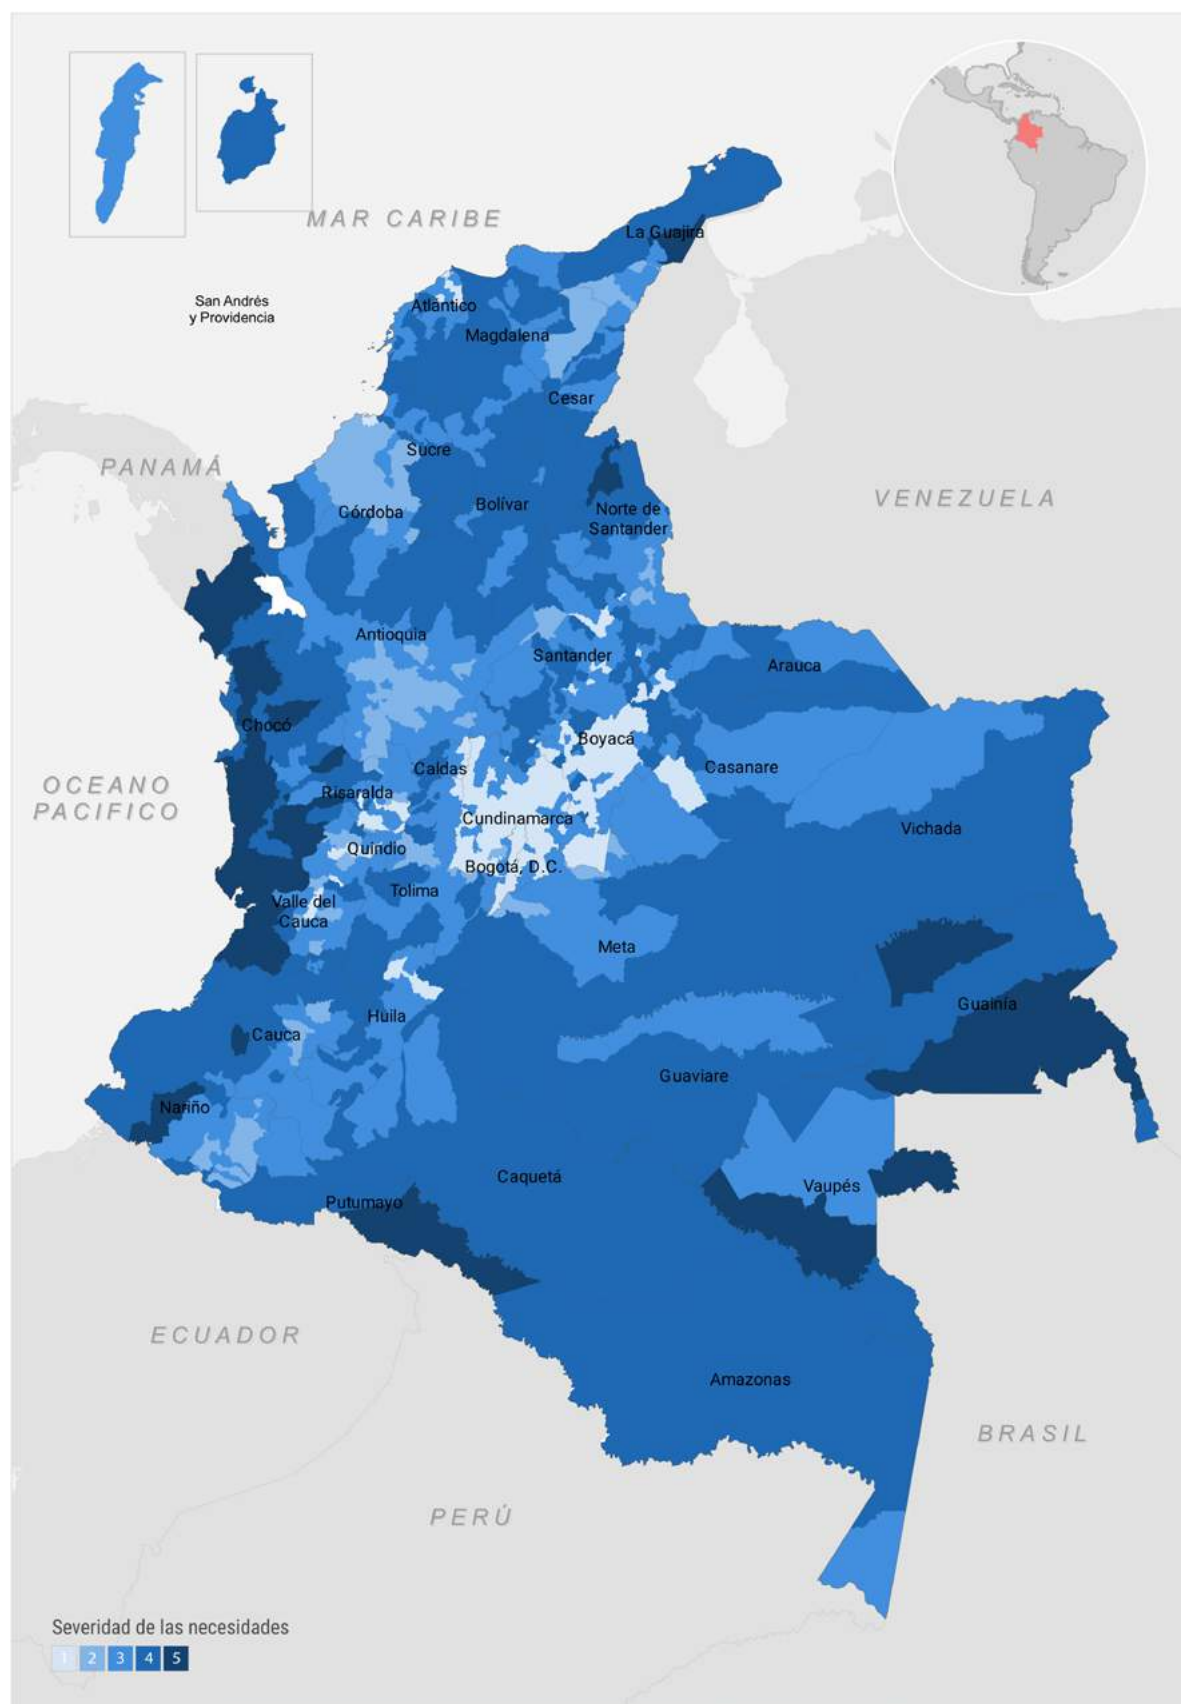 MAR CARIBE
La Guajira
San Andrés
y Providencia
Atlántico
Magdalena
Cesar
Sucre
PANAMÁ
VENEZUELA
Bolívar
Córdoba
Norte de
Santander
Antioquia
Santander
Arauca
Chocó
Boyacá
Caldas
Casanare
OCEANO
PACIFICO
Risaralda
Cundinamarca
Vichada
Quindío
Bogotá, D.C.
Tolima
Valle del
Cauca
Meta
Guainía
Huila
Cauca
Guaviare
Nariño
Caquetá
Vaupés
Putumayo
ECUADOR
Amazonas
BRASIL
PERÚ
Severidad de las necesidades
1 2 3 4 5